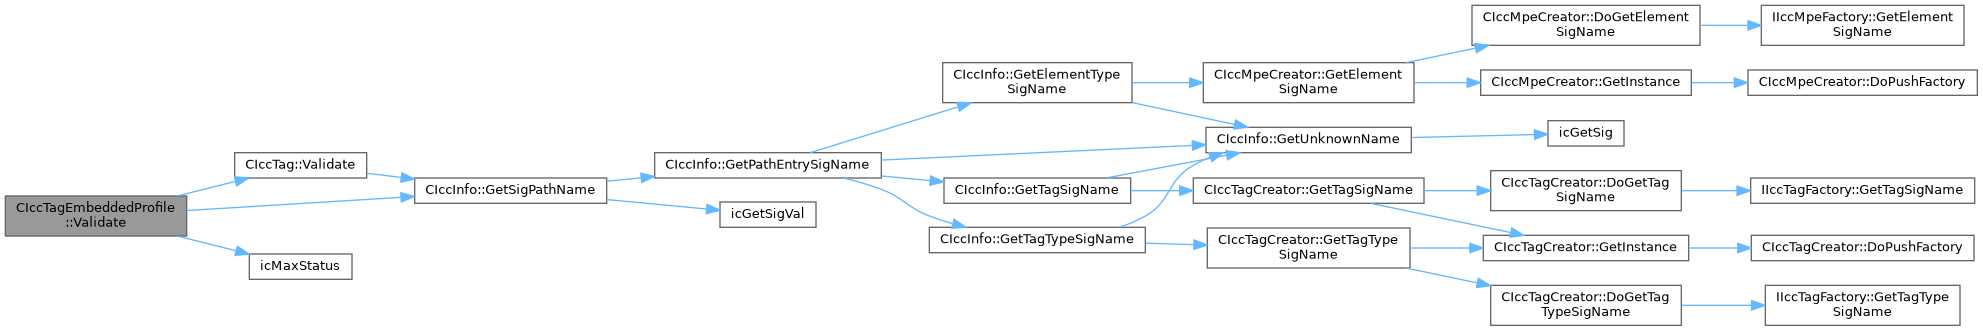 CIccTagEmbeddedProfile
::Validate
CIccTag::Validate
icMaxStatus
CIccInfo::GetSigPathName
CIccInfo::GetPathEntrySigName
icGetSigVal
CIccInfo::GetElementType
SigName
CIccInfo::GetTagSigName
CIccInfo::GetTagTypeSigName
CIccMpeCreator::GetElement
SigName
CIccInfo::GetUnknownName
CIccTagCreator::GetTagSigName
CIccTagCreator::GetTagType
SigName
CIccMpeCreator::DoGetElement
SigName
CIccMpeCreator::GetInstance
icGetSig
CIccTagCreator::DoGetTag
SigName
CIccTagCreator::GetInstance
CIccTagCreator::DoGetTag
TypeSigName
IIccMpeFactory::GetElement
SigName
CIccMpeCreator::DoPushFactory
IIccTagFactory::GetTagSigName
CIccTagCreator::DoPushFactory
IIccTagFactory::GetTagType
SigName